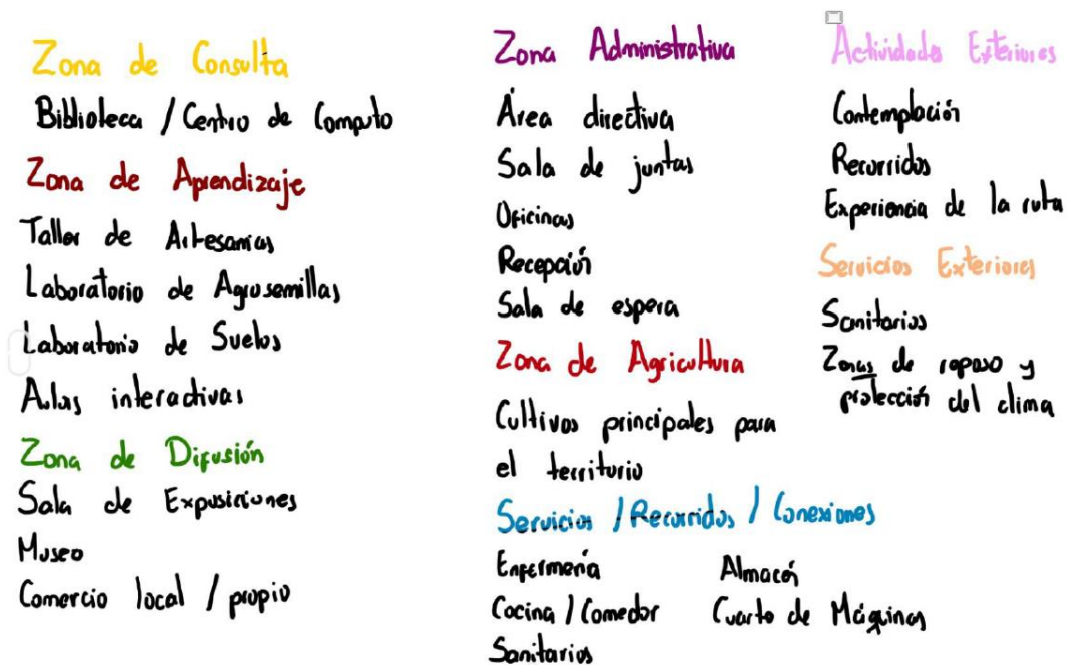 Zona de Consulta
Biblioteca / Centro de Computo
Zona de Aprendizaje
Taller de Artesanias
Laboratorio de Agrosemillas
Laboratorio de Suelos
Aulas interactivas
Zona de Difusión
Sala de Exposiciones
Museo
Comercio local / propio
Zona Administrativa
Área directiva
Sala de juntas
Oficinas
Recepción
Sala de espera
Zona de Agricultura
Cultivos principales para
el territorio
Servicios / Recorridos / Conexiones
Enfermería
Cocina / Comedor
Sanitarios
Almacén
Cuarto de Máquinas
Actividades Exteriores
Contemplación
Recorridos
Experiencia de la ruta
Servicios Exteriores
Sanitarios
Zonas de reposo y
protección del clima